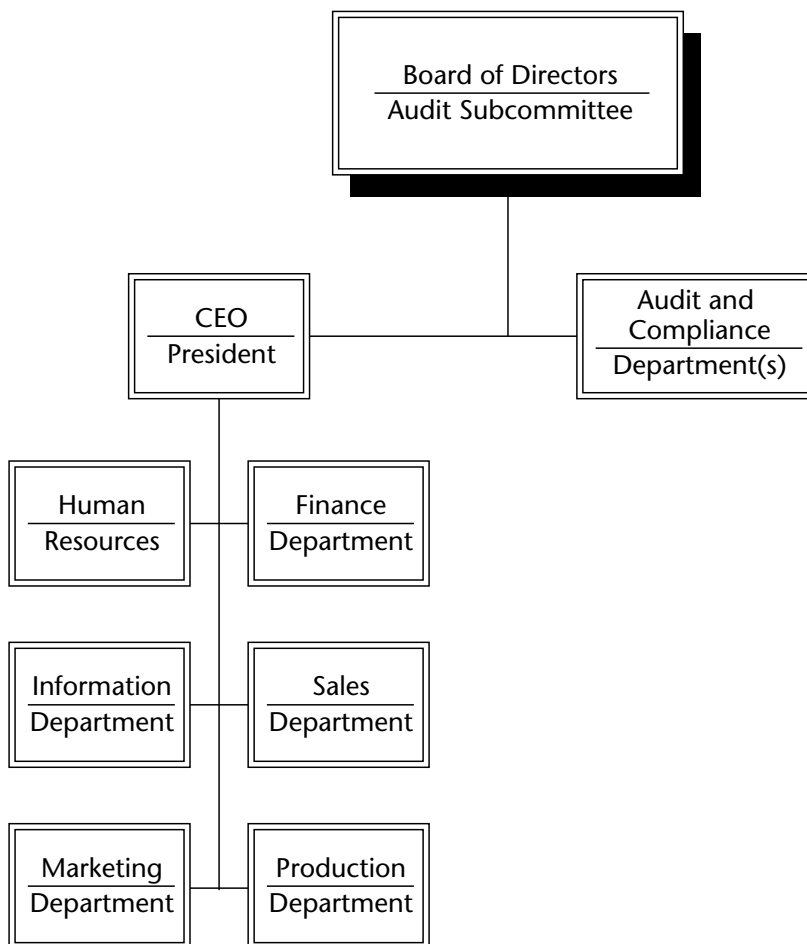 Board of Directors
Audit Subcommittee
CEO
President
Audit and
Compliance
Department(s)
Human
Resources
Finance
Department
Information
Department
Sales
Department
Marketing
Department
Production
Department